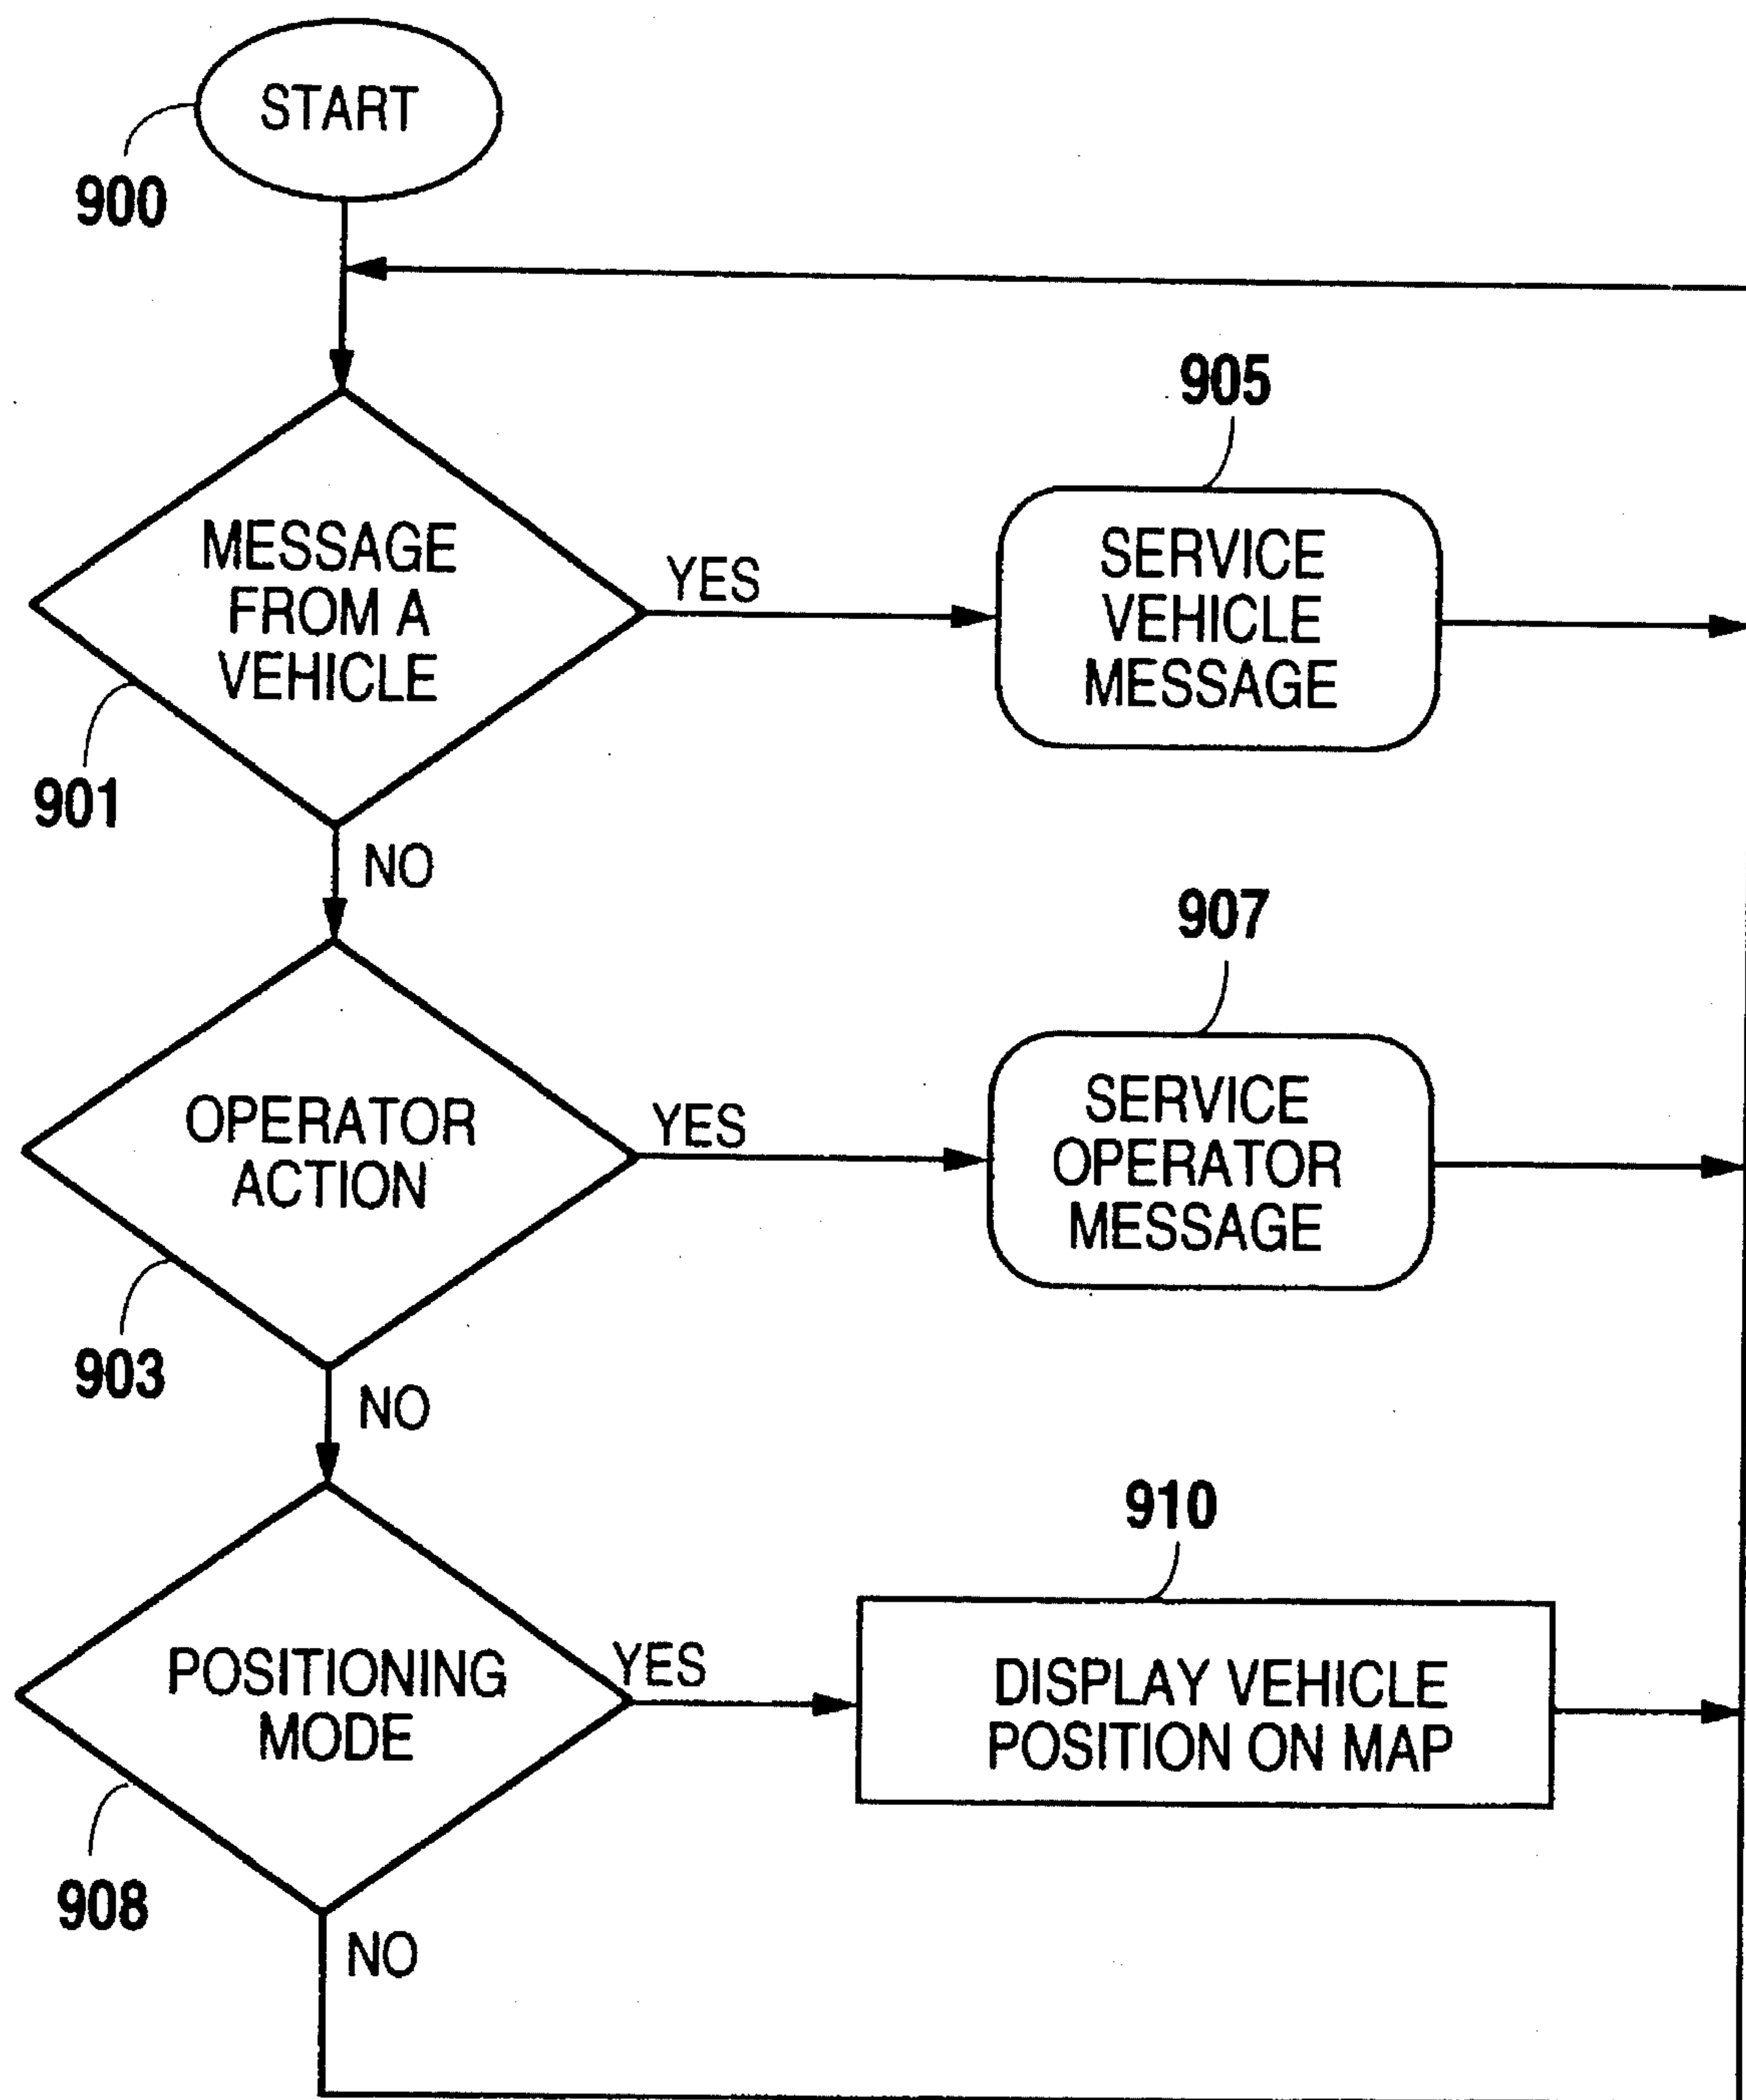 START
900
905
MESSAGE
FROM A
VEHICLE
YES
SERVICE
VEHICLE
MESSAGE
901
NO
907
OPERATOR
ACTION
YES
SERVICE
OPERATOR
MESSAGE
903
NO
910
POSITIONING
MODE
YES
DISPLAY VEHICLE
POSITION ON MAP
908
NO